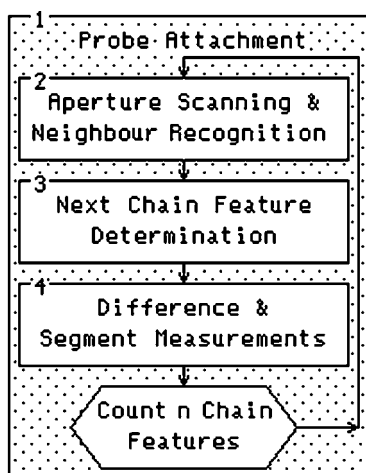 1
Probe Attachment
2
Aperture Scanning &
Neighbour Recognition
3
Next Chain Feature
Determination
4
Difference &
Segment Measurements
Count n Chain
Features